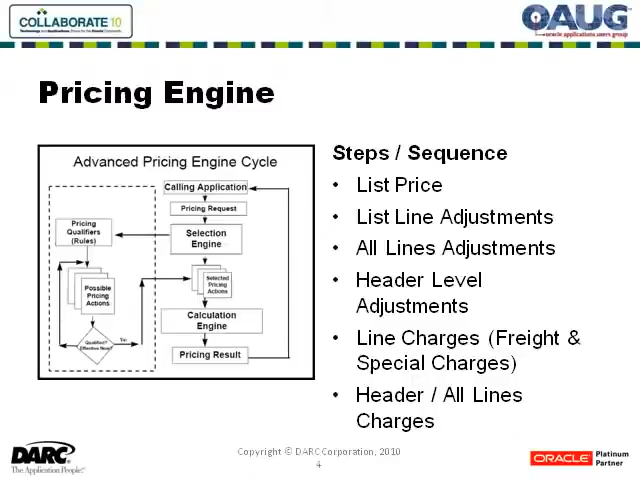 COLLABORATE 10
OAUG
oracle applications users group
Pricing Engine
Advanced Pricing Engine Cycle
Calling Application
Pricing Request
Pricing
Qualifiers
(Rules)
Selection
Engine
Possible
Pricing
Actions
Selected
Pricing
Actions
Calculation
Engine
Qualified?
Effective Now?
Yes
Pricing Result
Steps / Sequence
• List Price
• List Line Adjustments
• All Lines Adjustments
• Header Level
Adjustments
• Line Charges (Freight &
Special Charges)
• Header / All Lines
Charges
DARC
The Application People.
Copyright © DARC Corporation, 2010
4
ORACLE
Platinum
Partner